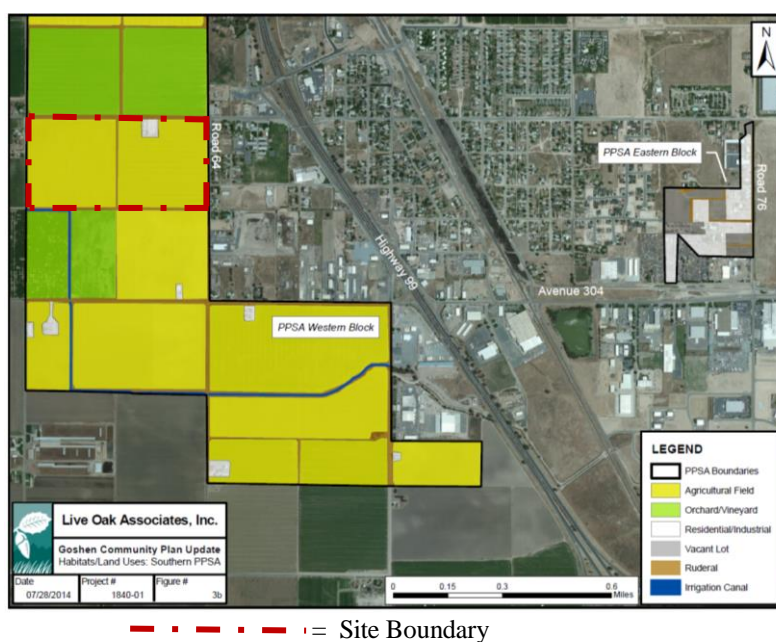 N
Road 64
PPSA Eastern Block
Road 76
Highway 99
Avenue 304
PPSA Western Block
LEGEND
PPSA Boundaries
Agricultural Field
Orchard/Vineyard
Residential/Industrial
Vacant Lot
Ruderal
Irrigation Canal
Live Oak Associates, Inc.
Goshen Community Plan Update
Habitats/Land Uses: Southern PPSA
Date Project # Figure #
07/28/2014 1840-01 3b
0 0.15 0.3 0.6
Miles
= Site Boundary